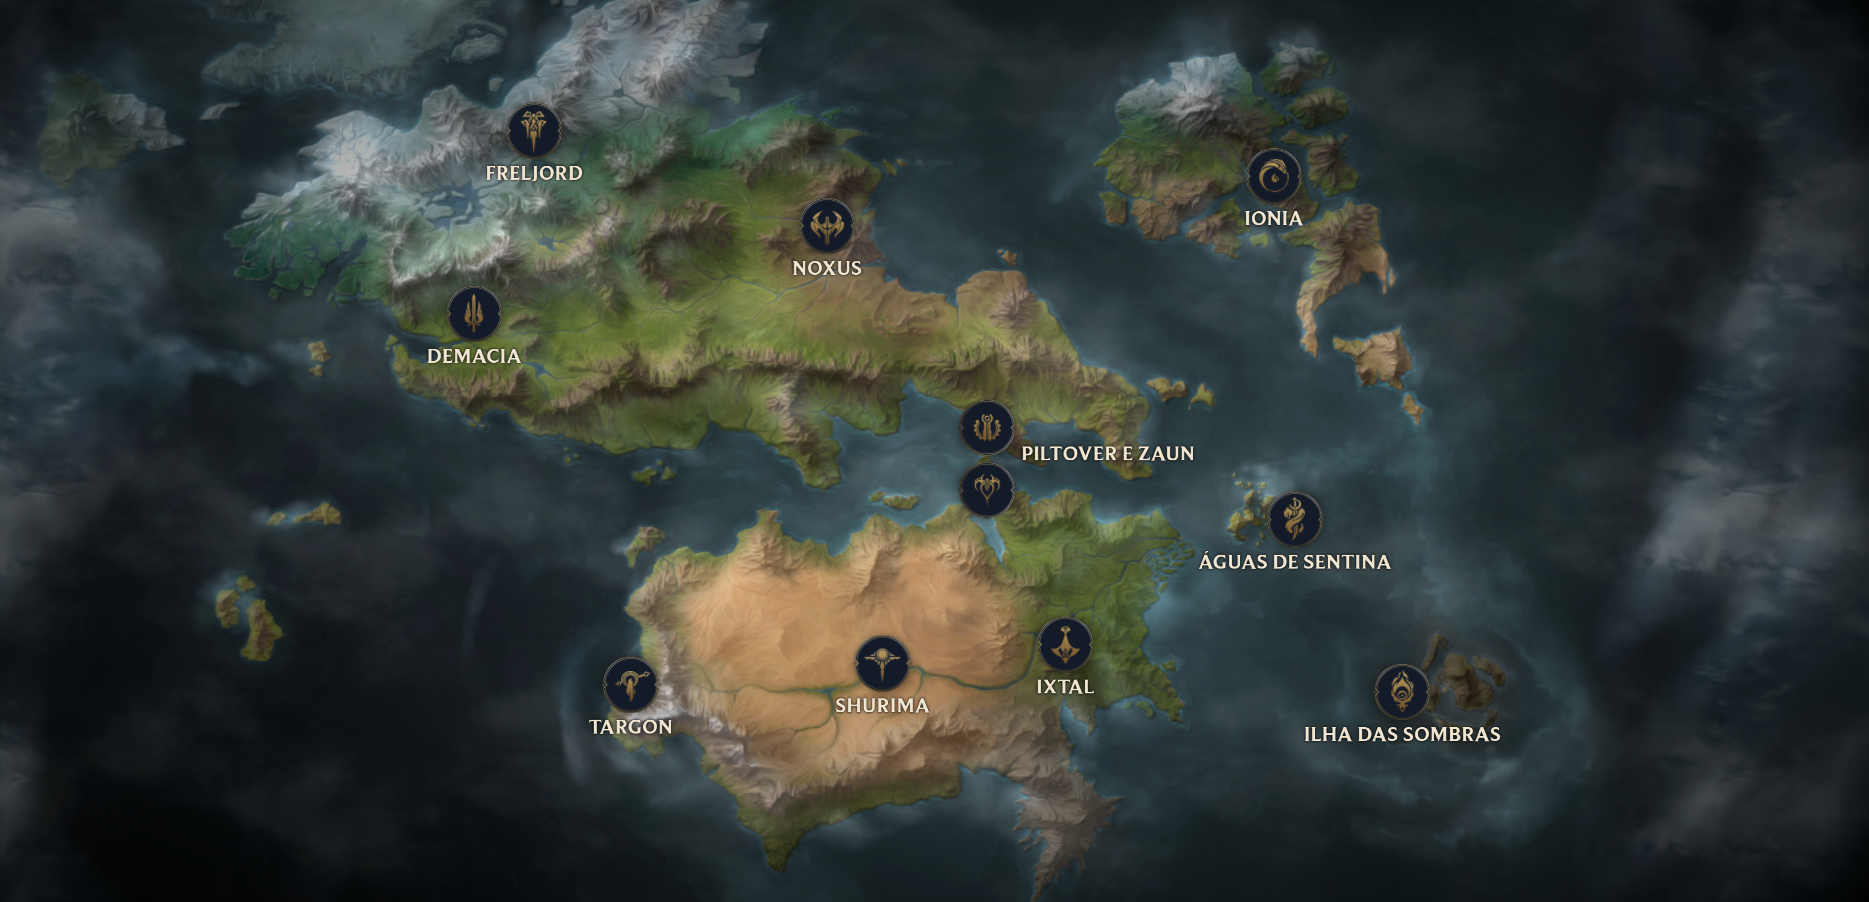 FRELJORD
IONIA
NOXUS
DEMACIA
PILTOVER E ZAUN
ÁGUAS DE SENTINA
IXTAL
SHURIMA
TARGON
ILHA DAS SOMBRAS